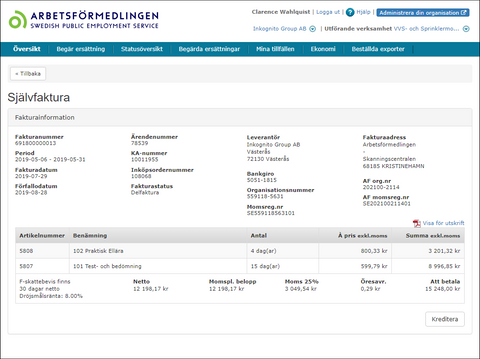 ARBETSFÖRMEDLINGEN
SWEDISH PUBLIC EMPLOYMENT SERVICE
Clarence Wahlquist | Logga ut | ? Hjälp | Administrera din organisation
Inkognito Group AB | Utförande verksamhet VVS- och Sprinklermo...
Översikt Begär ersättning Statusöversikt Begärda ersättningar Mina tillfällen Ekonomi Beställda exporter
« Tillbaka
Självfaktura
Fakturainformation
Fakturanummer
691800000013
Period
2019-05-06 - 2019-05-31
Fakturadatum
2019-07-29
Förfallodatum
2019-08-28
Ärendenummer
78539
KA-nummer
10011955
Inköpsordernummer
108068
Fakturastatus
Delfaktura
Leverantör
Inkognito Group AB
Västerås
72130 Västerås
Bankgiro
5051-1815
Organisationsnummer
559118-5631
Momsreg.nr
SE559118563101
Fakturaadress
Arbetsförmedlingen
-
Skanningscentralen
68185 KRISTINEHAMN
AF org.nr
202100-2114
AF momsreg.nr
SE202100211401
Visa för utskrift
Artikelnummer Benämning Antal Á pris exkl.moms Summa exkl.moms
5808 102 Praktisk Ellära 4 dag(ar) 800,33 kr 3 201,32 kr
5807 101 Test- och bedömning 15 dag(ar) 599,79 kr 8 996,85 kr
F-skattebevis finns
30 dagar netto
Dröjsmålsränta: 8.00%
Netto Momspl. belopp Moms 25% Öresavr. Att betala
12 198,17 kr 12 198,17 kr 3 049,54 kr 0,29 kr 15 248,00 kr
Kreditera